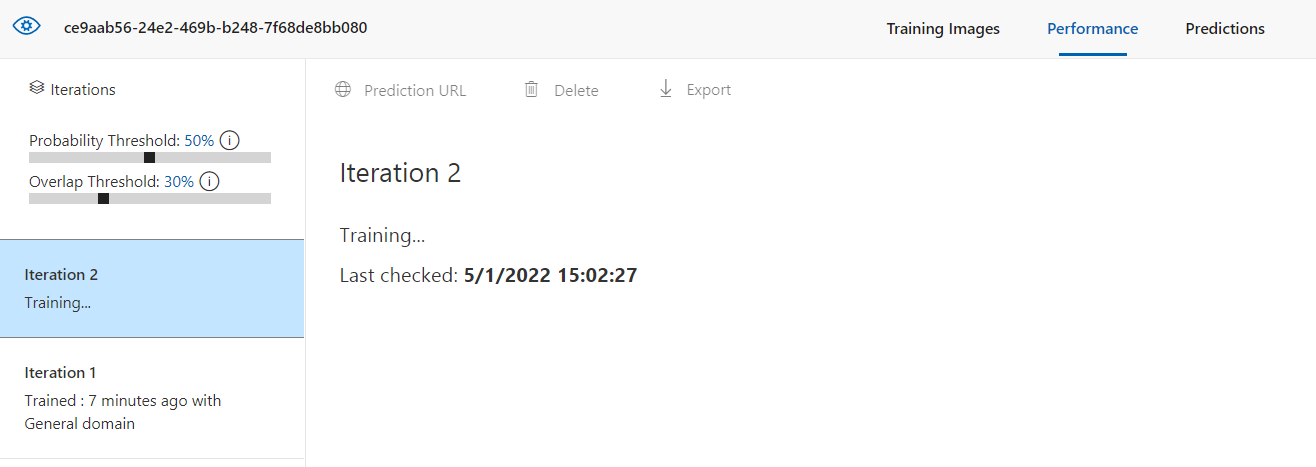 ce9aab56-24e2-469b-b248-7f68de8bb080
Training Images
Performance
Predictions
Iterations
Probability Threshold: 50% i
Overlap Threshold: 30% i
Iteration 2
Training...
Iteration 1
Trained : 7 minutes ago with
General domain
Prediction URL
Delete
Export
Iteration 2
Training...
Last checked: 5/1/2022 15:02:27